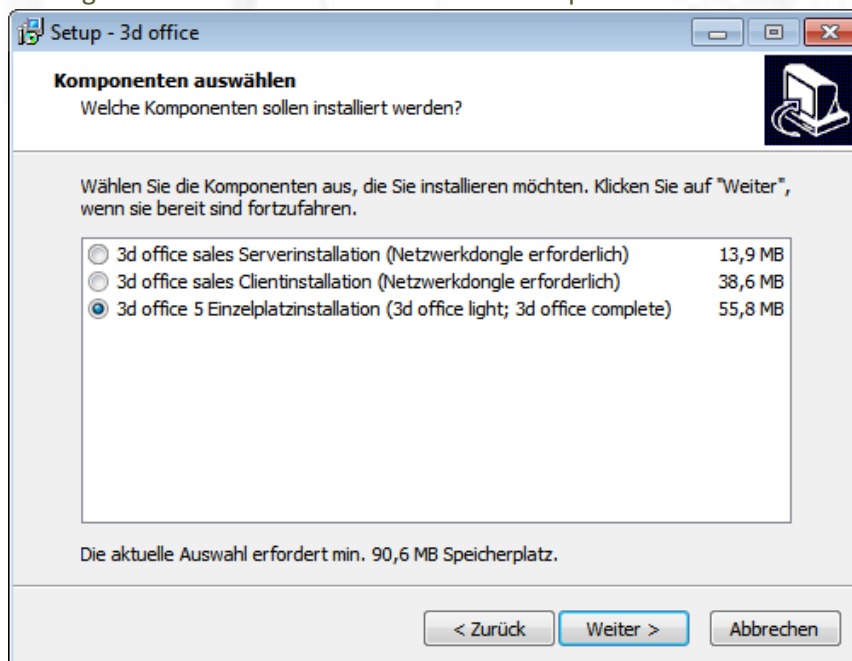 Setup - 3d office
Komponenten auswählen
Welche Komponenten sollen installiert werden?
Wählen Sie die Komponenten aus, die Sie installieren möchten. Klicken Sie auf "Weiter",
wenn sie bereit sind fortzufahren.
3d office sales Serverinstallation (Netzwerkdongle erforderlich) 13,9 MB
3d office sales Clientinstallation (Netzwerkdongle erforderlich) 38,6 MB
3d office 5 Einzelplatzinstallation (3d office light; 3d office complete) 55,8 MB
Die aktuelle Auswahl erfordert min. 90,6 MB Speicherplatz.
< Zurück Weiter > Abbrechen